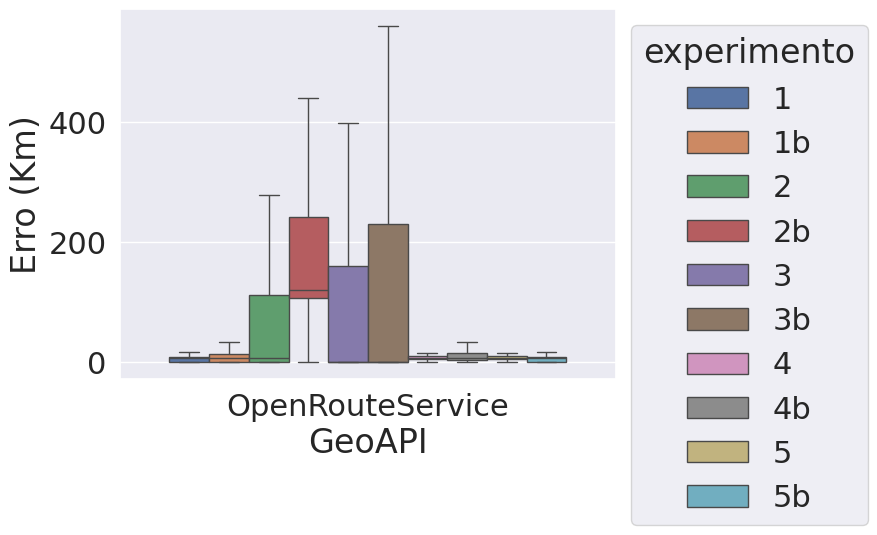 Erro (Km)
400
200
0
OpenRouteService
GeoAPI
experimento
1
1b
2
2b
3
3b
4
4b
5
5b